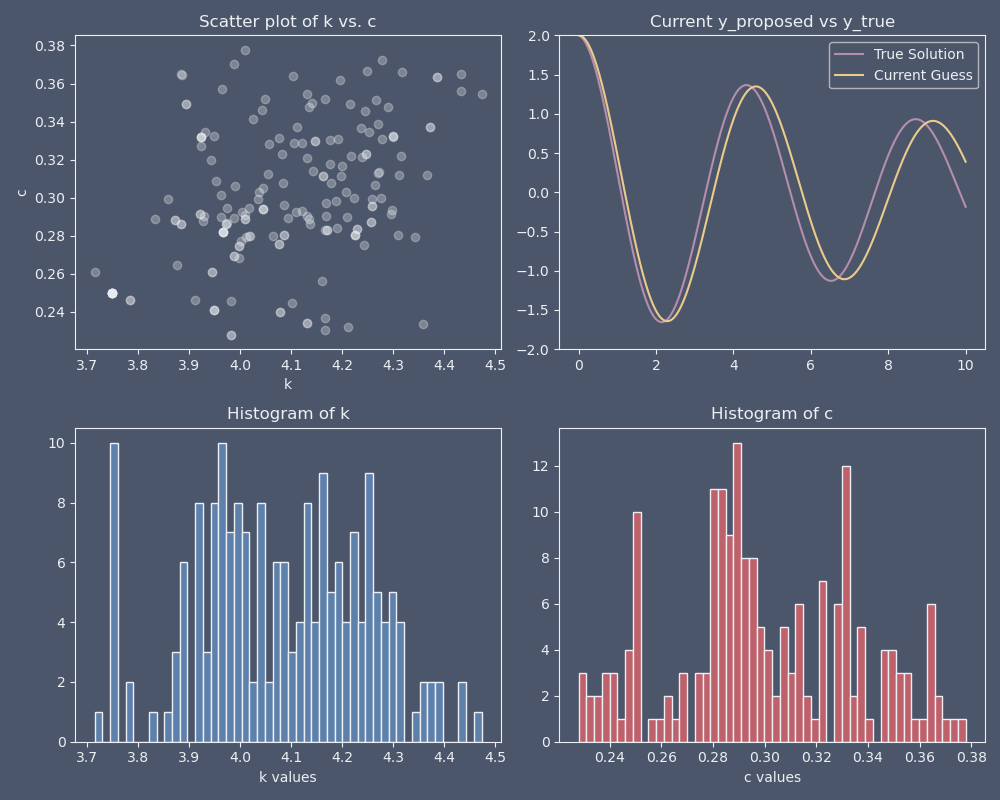 Scatter plot of k vs. c
0.38
0.36
0.34
0.32
0.30
0.28
0.26
0.24
c
3.7 3.8 3.9 4.0 4.1 4.2 4.3 4.4 4.5
k
Current y_proposed vs y_true
True Solution
Current Guess
2.0
1.5
1.0
0.5
0.0
−0.5
−1.0
−1.5
−2.0
0 2 4 6 8 10
Histogram of k
10
8
6
4
2
0
3.7 3.8 3.9 4.0 4.1 4.2 4.3 4.4 4.5
k values
Histogram of c
12
10
8
6
4
2
0
0.24 0.26 0.28 0.30 0.32 0.34 0.36 0.38
c values